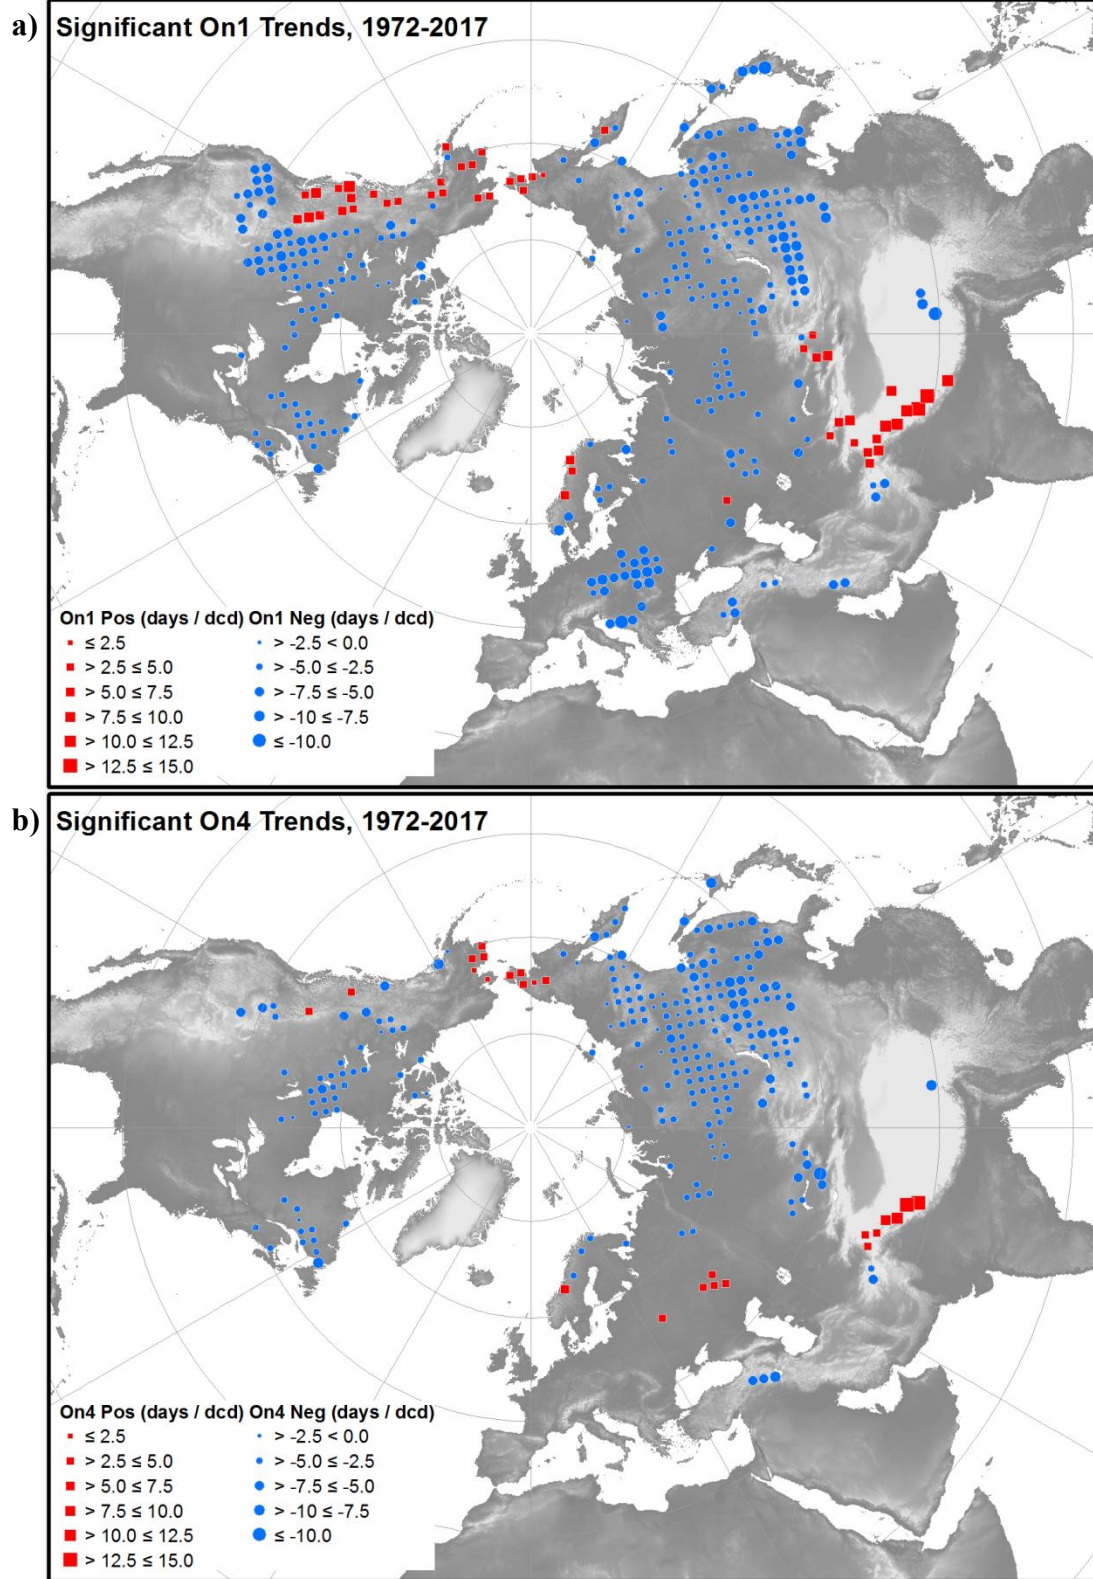 a) Significant On1 Trends, 1972-2017
On1 Pos (days / dcd) On1 Neg (days / dcd)
≤ 2.5 > -2.5 < 0.0
> 2.5 ≤ 5.0 > -5.0 ≤ -2.5
> 5.0 ≤ 7.5 > -7.5 ≤ -5.0
> 7.5 ≤ 10.0 > -10 ≤ -7.5
> 10.0 ≤ 12.5 ≤ -10.0
> 12.5 ≤ 15.0
b) Significant On4 Trends, 1972-2017
On4 Pos (days / dcd) On4 Neg (days / dcd)
≤ 2.5 > -2.5 < 0.0
> 2.5 ≤ 5.0 > -5.0 ≤ -2.5
> 5.0 ≤ 7.5 > -7.5 ≤ -5.0
> 7.5 ≤ 10.0 > -10 ≤ -7.5
> 10.0 ≤ 12.5 ≤ -10.0
> 12.5 ≤ 15.0